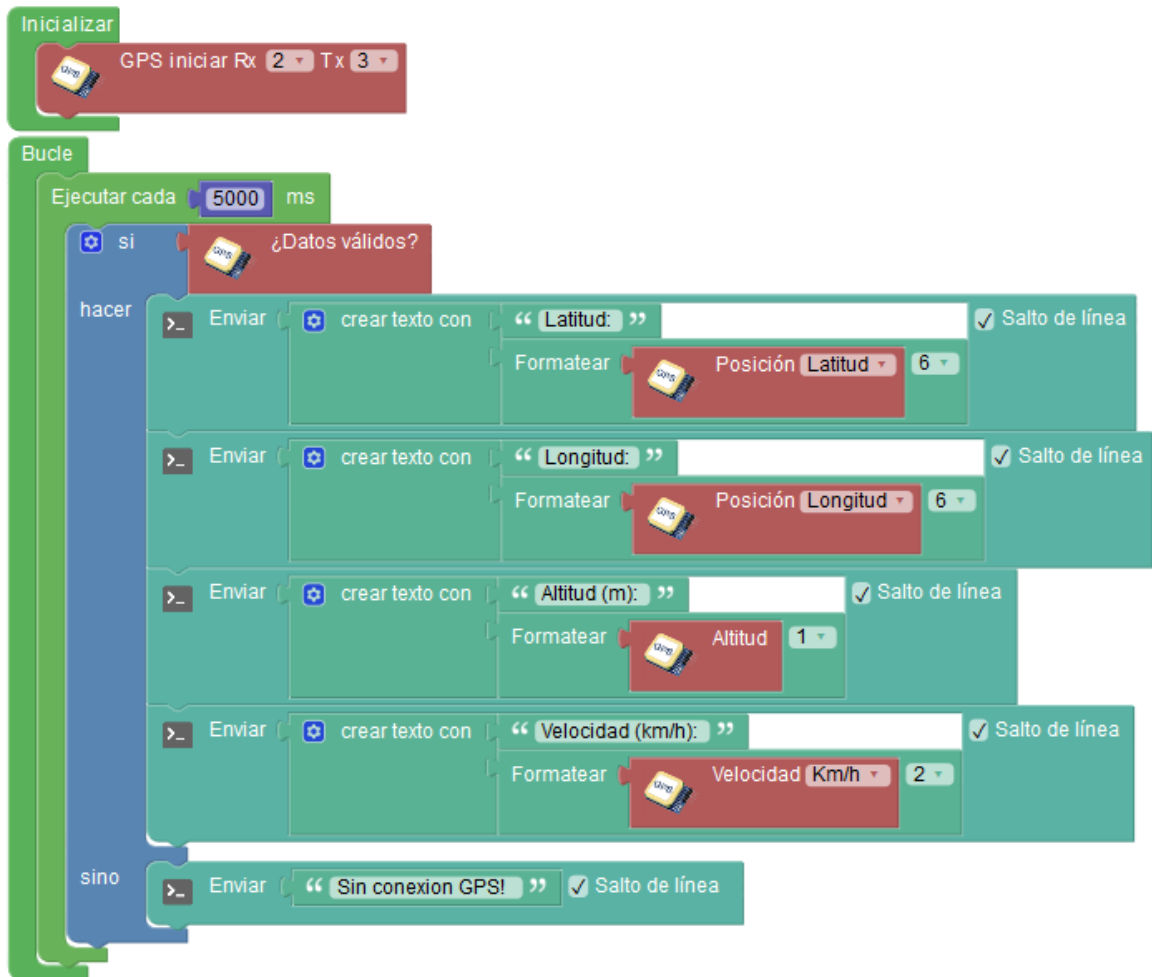 Inicializar
GPS iniciar Rx 2 Tx 3
Bucle
Ejecutar cada 5000 ms
si ¿Datos válidos?
hacer
Enviar crear texto con “ Latitud: ” Salto de línea
Formatear Posición Latitud 6
Enviar crear texto con “ Longitud: ” Salto de línea
Formatear Posición Longitud 6
Enviar crear texto con “ Altitud (m): ” Salto de línea
Formatear Altitud 1
Enviar crear texto con “ Velocidad (km/h): ” Salto de línea
Formatear Velocidad Km/h 2
sino
Enviar “ Sin conexion GPS! ” Salto de línea